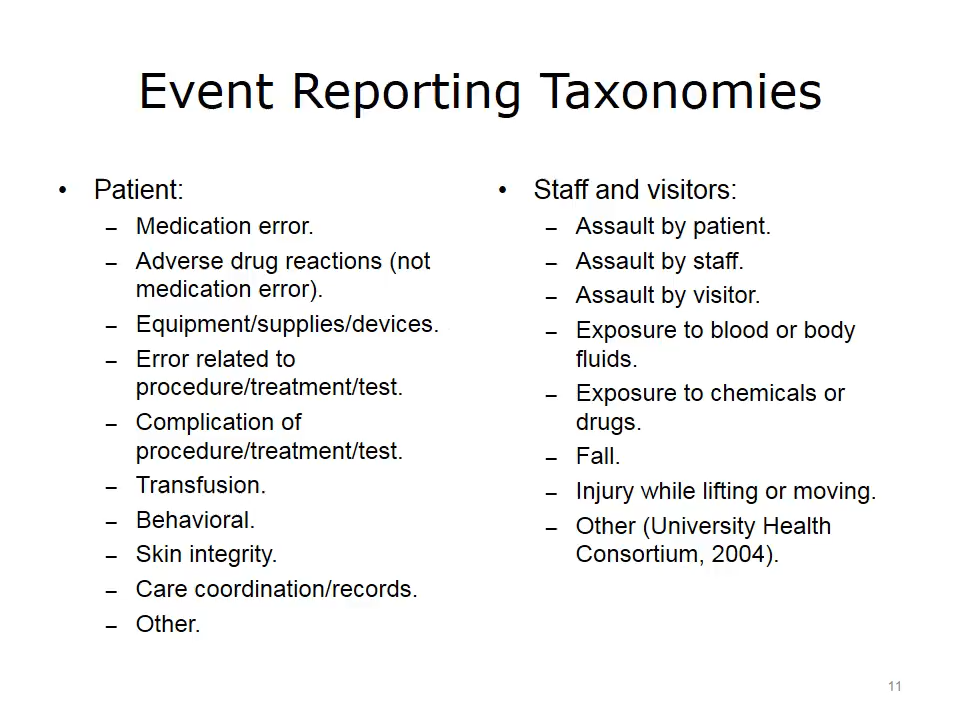 Event Reporting Taxonomies
• Patient:
– Medication error.
– Adverse drug reactions (not
medication error).
– Equipment/supplies/devices.
– Error related to
procedure/treatment/test.
– Complication of
procedure/treatment/test.
– Transfusion.
– Behavioral.
– Skin integrity.
– Care coordination/records.
– Other.
• Staff and visitors:
– Assault by patient.
– Assault by staff.
– Assault by visitor.
– Exposure to blood or body
fluids.
– Exposure to chemicals or
drugs.
– Fall.
– Injury while lifting or moving.
– Other (University Health
Consortium, 2004).
11